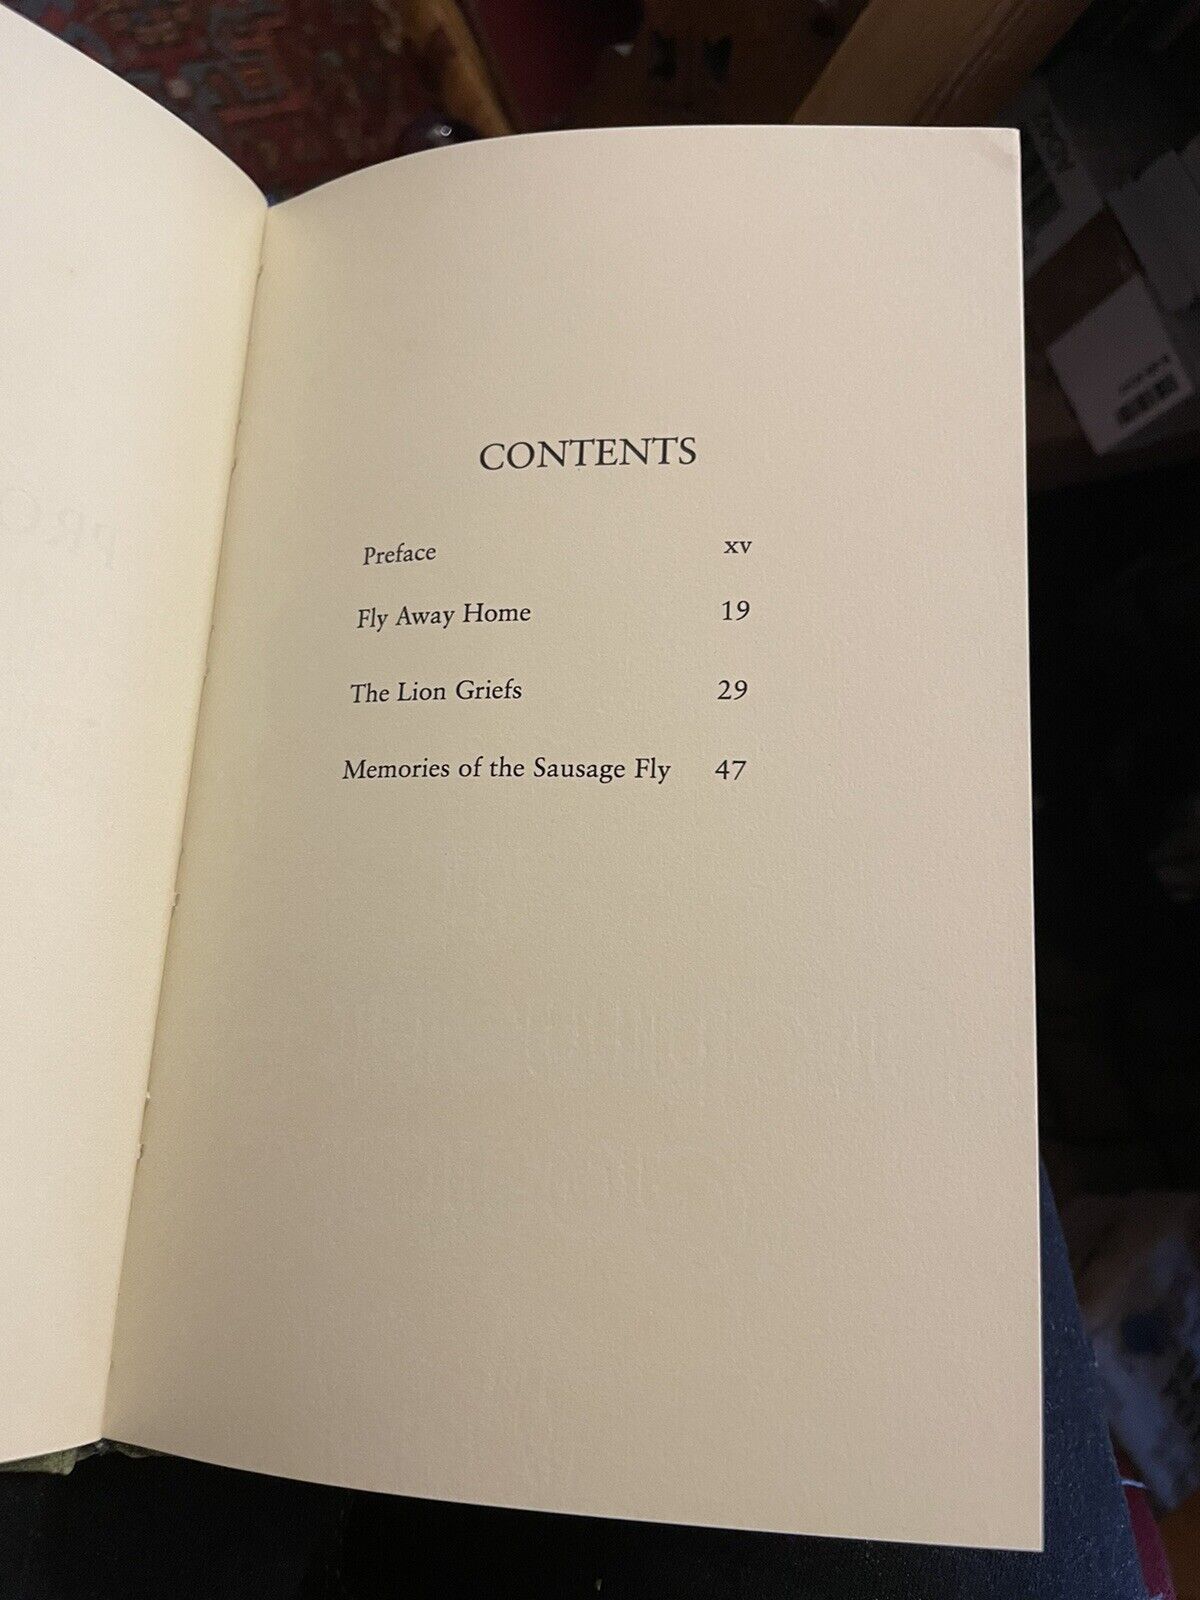 CONTENTS
Preface xv
Fly Away Home 19
The Lion Griefs 29
Memories of the Sausage Fly 47